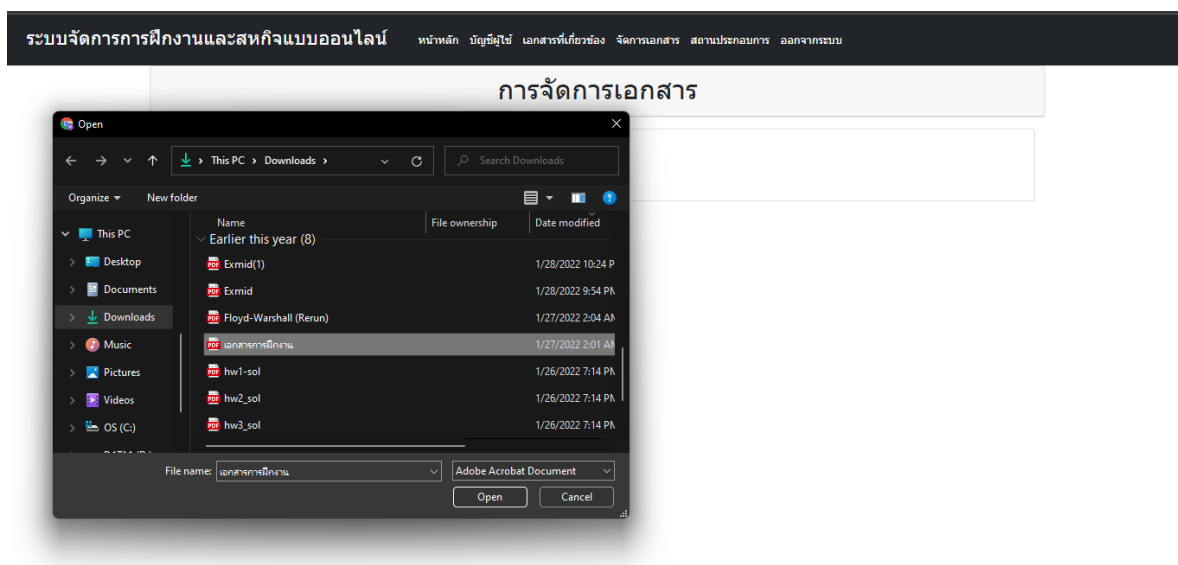 ระบบจัดการการฝึกงานและสหกิจแบบออนไลน์ หน้าหลัก บัญชีผู้ใช้ เอกสารที่เกี่ยวข้อง จัดการเอกสาร สถานประกอบการ ออกจากระบบ
การจัดการเอกสาร
Open
This PC > Downloads > Search Downloads
Organize New folder
Name File ownership Date modified
This PC
Earlier this year (8)
Desktop Exmid(1) 1/28/2022 10:24 P
Documents Exmid 1/28/2022 9:54 PM
Downloads Floyd-Warshall (Rerun) 1/27/2022 2:04 AM
Music เอกสารการฝึกงาน 1/27/2022 2:01 AM
Pictures hw1-sol 1/26/2022 7:14 PM
Videos hw2_sol 1/26/2022 7:14 PM
OS (C:) hw3_sol 1/26/2022 7:14 PM
File name: เอกสารการฝึกงาน Adobe Acrobat Document
Open Cancel